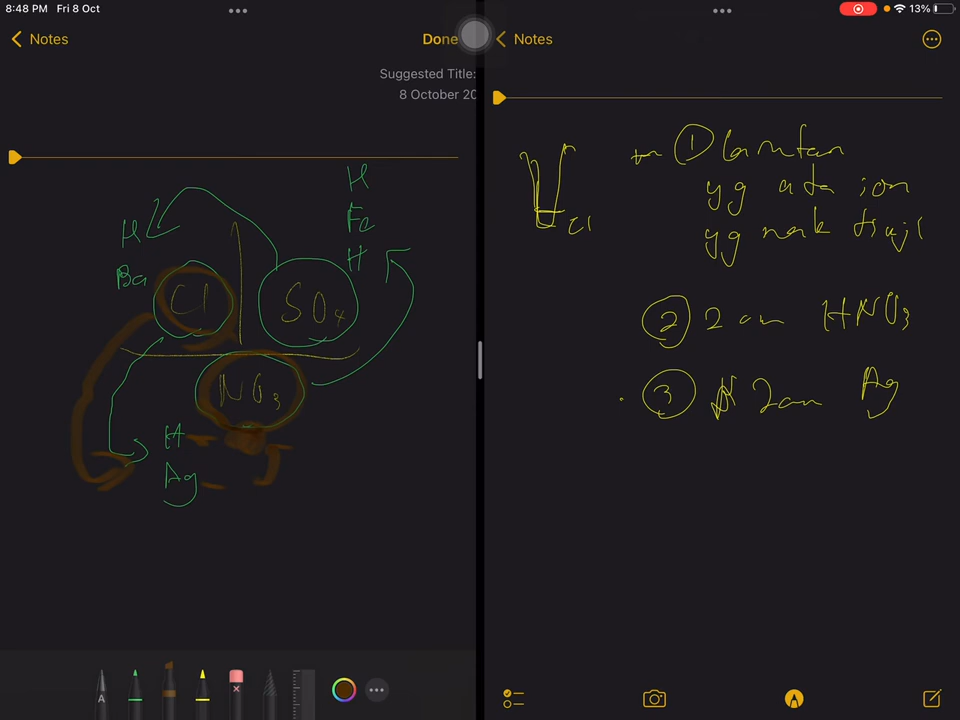 8:48 PM Fri 8 Oct
13%
Notes
Done
Notes
Suggested Title:
8 October 20
H
Fe
H
H
Ba
Cl
SO4
NO3
H
Ag
Cl
① larutan
yg ada ion
yg nak diuji
② 2 cm HNO3
③ 2 cm Ag
A